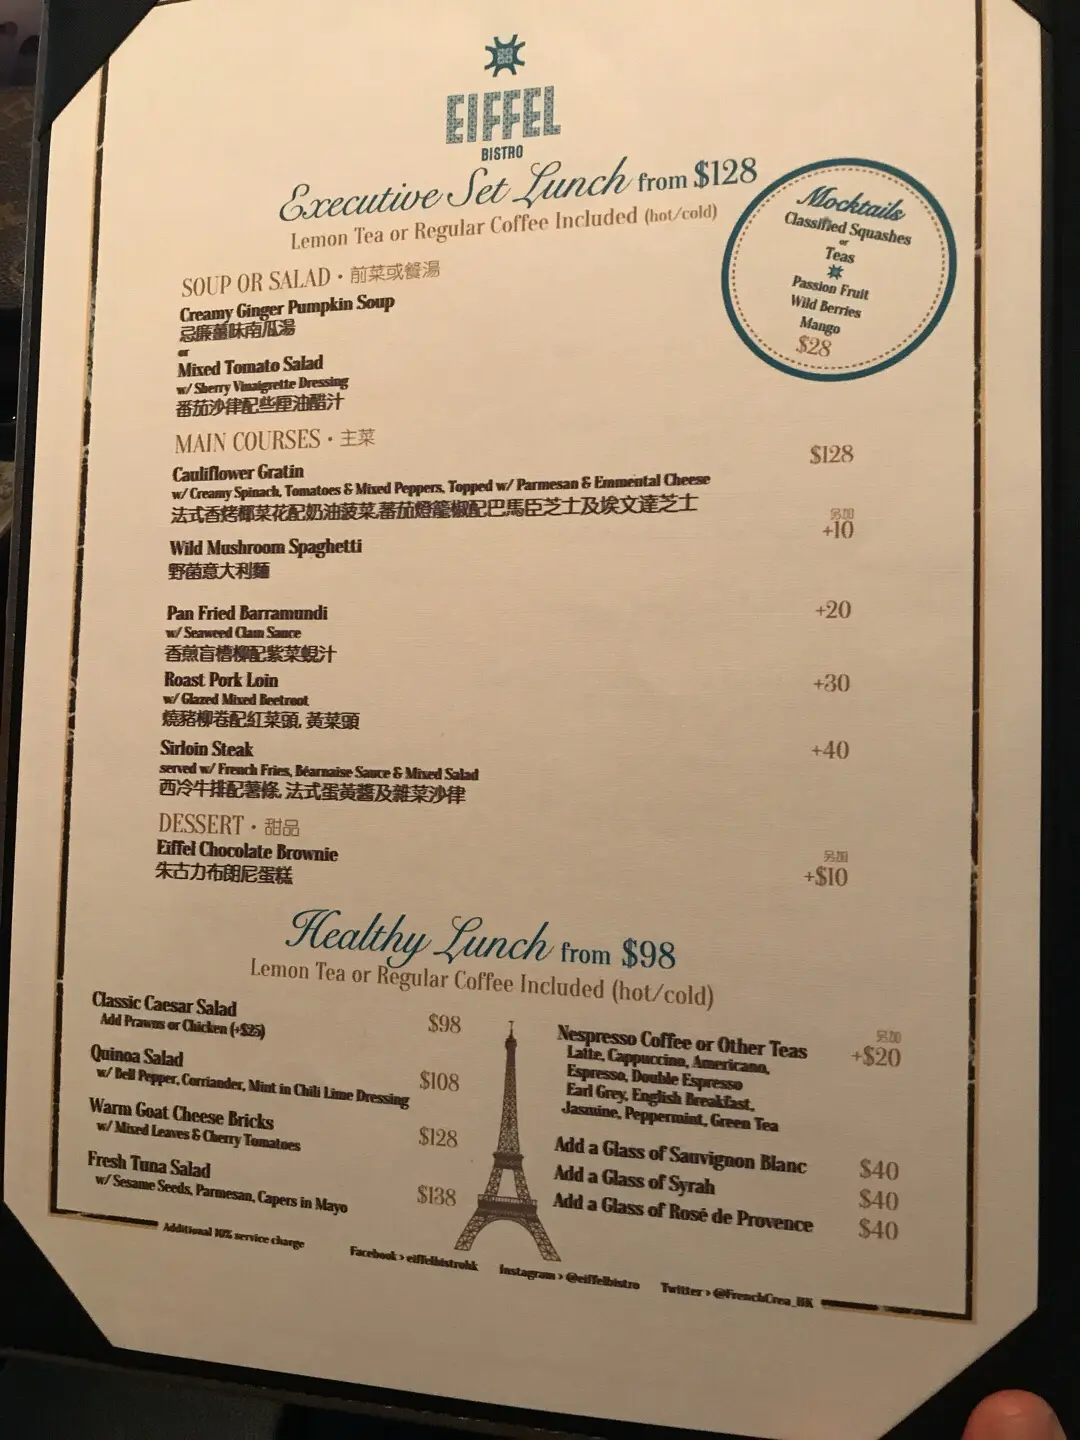 EIFFEL
BISTRO
Executive Set Lunch from $128
Lemon Tea or Regular Coffee Included (hot/cold)
Mocktails
Classified Squashes
or
Teas
Passion Fruit
Wild Berries
Mango
$28
SOUP OR SALAD · 前菜或餐湯
Creamy Ginger Pumpkin Soup
忌廉薑味南瓜湯
or
Mixed Tomato Salad
w/ Sherry Vinaigrette Dressing
番茄沙律配些厘油醋汁
MAIN COURSES · 主菜
Cauliflower Gratin $128
w/ Creamy Spinach, Tomatoes & Mixed Peppers, Topped w/ Parmesan & Emmental Cheese
法式香烤椰菜花配奶油菠菜,蕃茄燈籠椒配巴馬臣芝士及埃文達芝士
另加
Wild Mushroom Spaghetti +10
野菌意大利麵
Pan Fried Barramundi +20
w/ Seaweed Clam Sauce
香煎盲槽柳配紫菜蜆汁
Roast Pork Loin +30
w/ Glazed Mixed Beetroot
燒豬柳卷配紅菜頭, 黃菜頭
Sirloin Steak +40
served w/ French Fries, Béarnaise Sauce & Mixed Salad
西冷牛排配薯條, 法式蛋黃醬及雜菜沙律
DESSERT · 甜品
另加
Eiffel Chocolate Brownie +$10
朱古力布朗尼蛋糕
Healthy Lunch from $98
Lemon Tea or Regular Coffee Included (hot/cold)
Classic Caesar Salad $98
Add Prawns or Chicken (+$25)
Quinoa Salad $108
w/ Bell Pepper, Corriander, Mint in Chili Lime Dressing
Warm Goat Cheese Bricks $128
w/ Mixed Leaves & Cherry Tomatoes
Fresh Tuna Salad $138
w/ Sesame Seeds, Parmesan, Capers in Mayo
另加
Nespresso Coffee or Other Teas +$20
Latte, Cappuccino, Americano,
Espresso, Double Espresso
Earl Grey, English Breakfast,
Jasmine, Peppermint, Green Tea
Add a Glass of Sauvignon Blanc $40
Add a Glass of Syrah $40
Add a Glass of Rosé de Provence $40
Additional 10% service charge
Facebook > eiffelbistrohk Instagram > @eiffelbistro Twitter > @FrenchCrea_HK